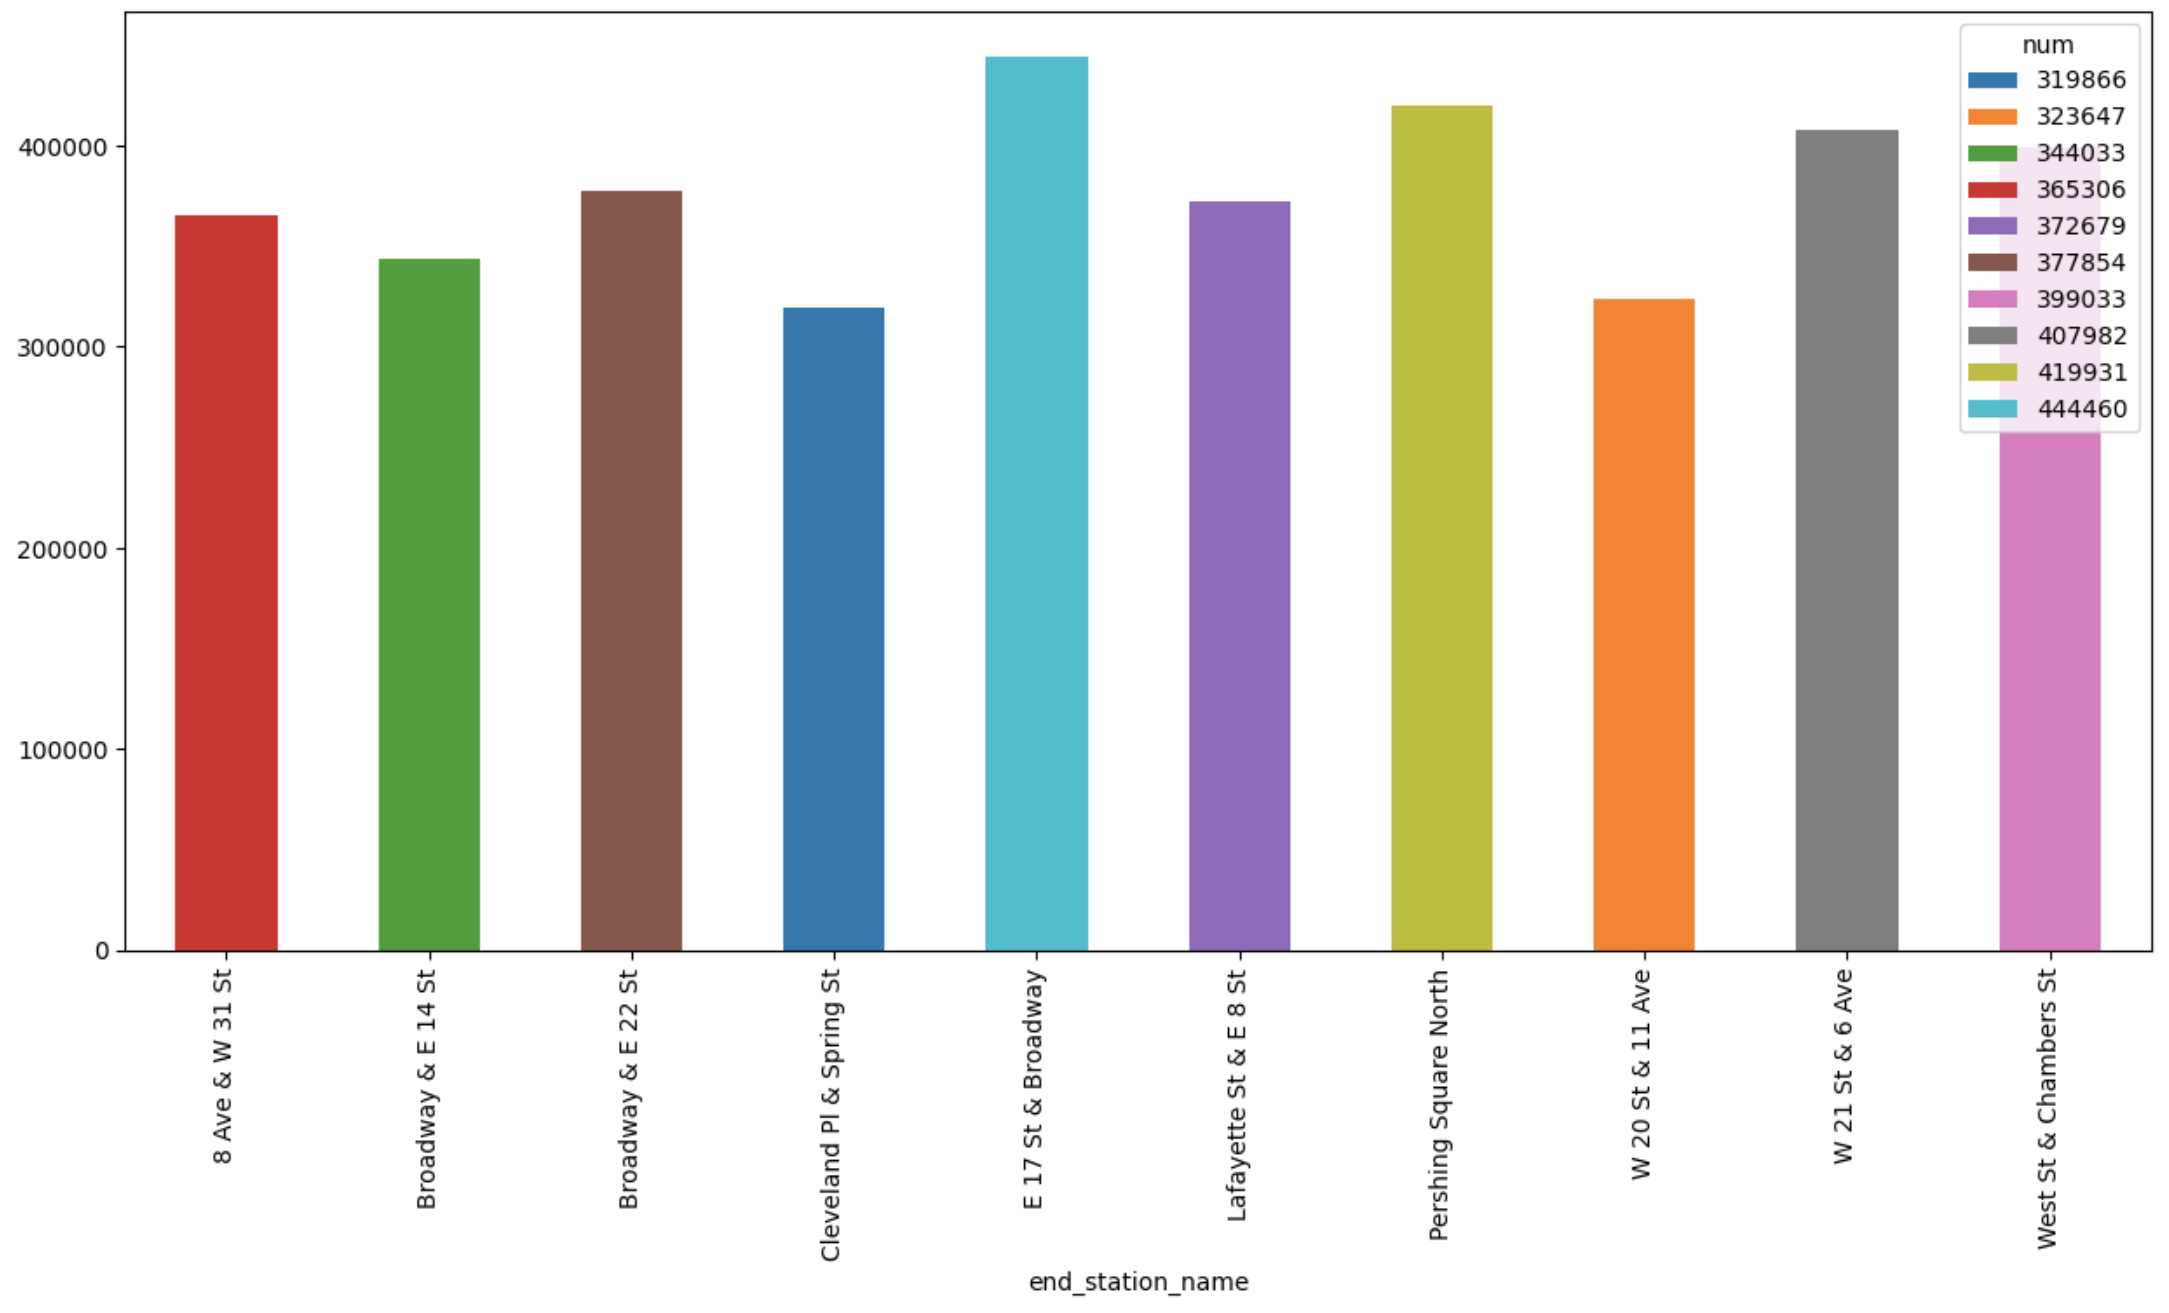 num
319866
323647
344033
365306
372679
377854
399033
407982
419931
444460
400000
300000
200000
100000
0
8 Ave & W 31 St
Broadway & E 14 St
Broadway & E 22 St
Cleveland Pl & Spring St
E 17 St & Broadway
Lafayette St & E 8 St
Pershing Square North
W 20 St & 11 Ave
W 21 St & 6 Ave
West St & Chambers St
end_station_name